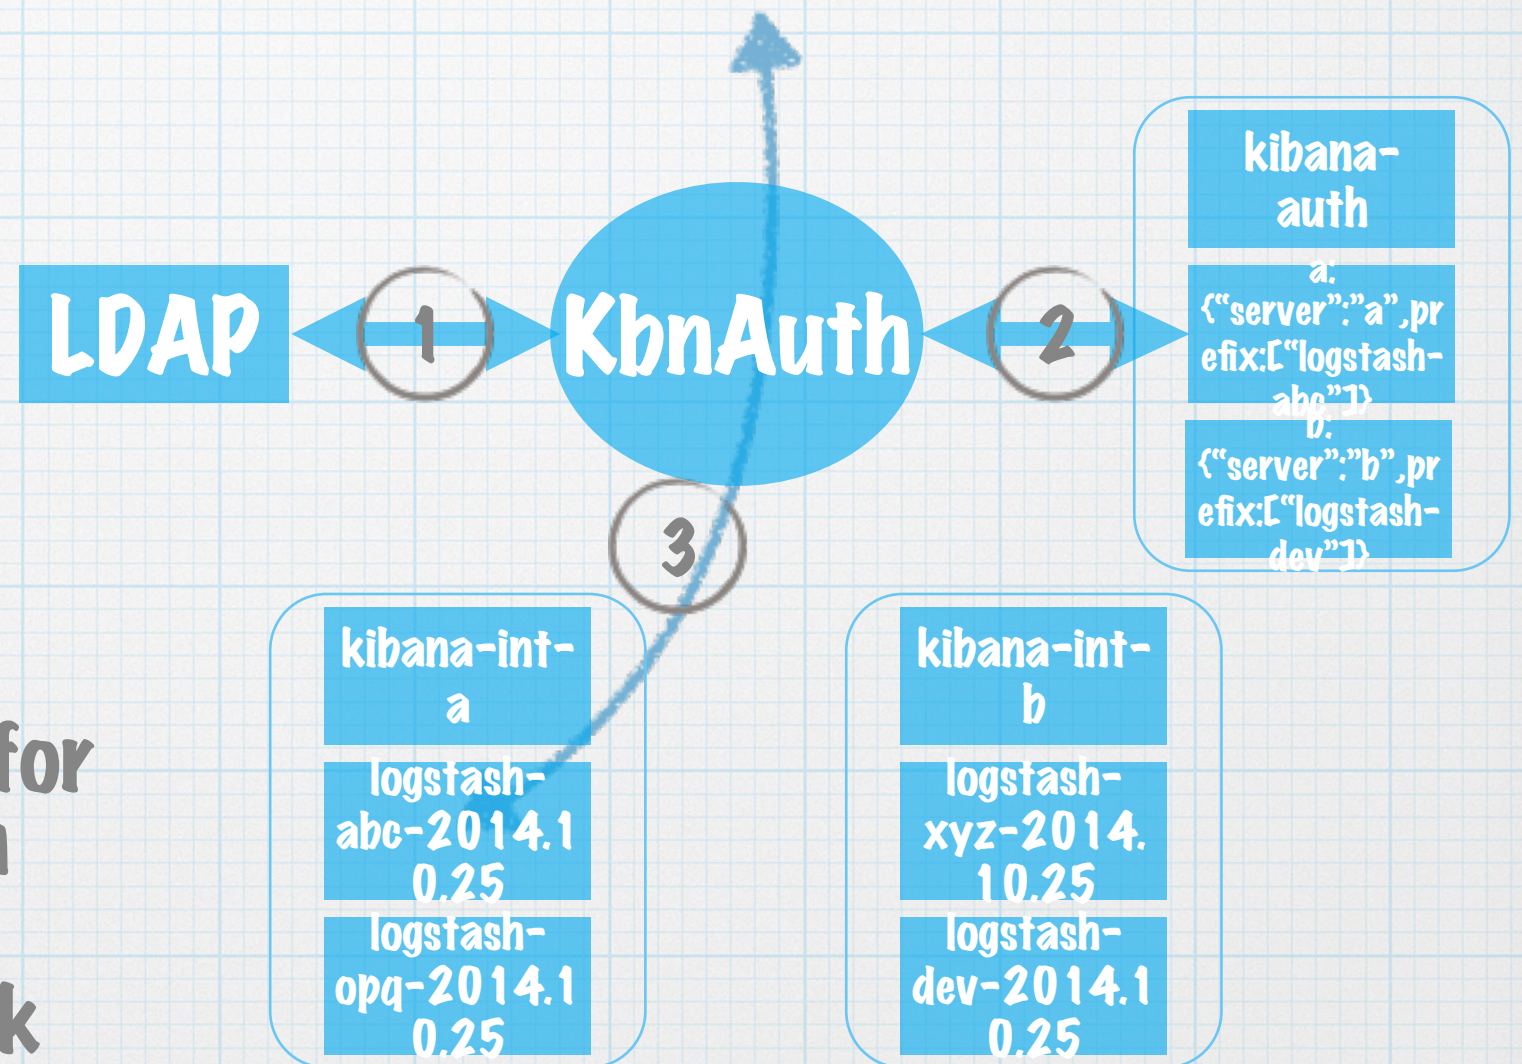 kibana-
auth
LDAP
1
KbnAuth
2
a:
{“server”:”a”,pr
efix:[“logstash-
abc”]}
b:
{“server”:”b”,pr
efix:[“logstash-
dev”]}
3
kibana-int-
a
logstash-
abc-2014.1
0.25
logstash-
opq-2014.1
0.25
kibana-int-
b
logstash-
xyz-2014.
10.25
logstash-
dev-2014.1
0.25
for